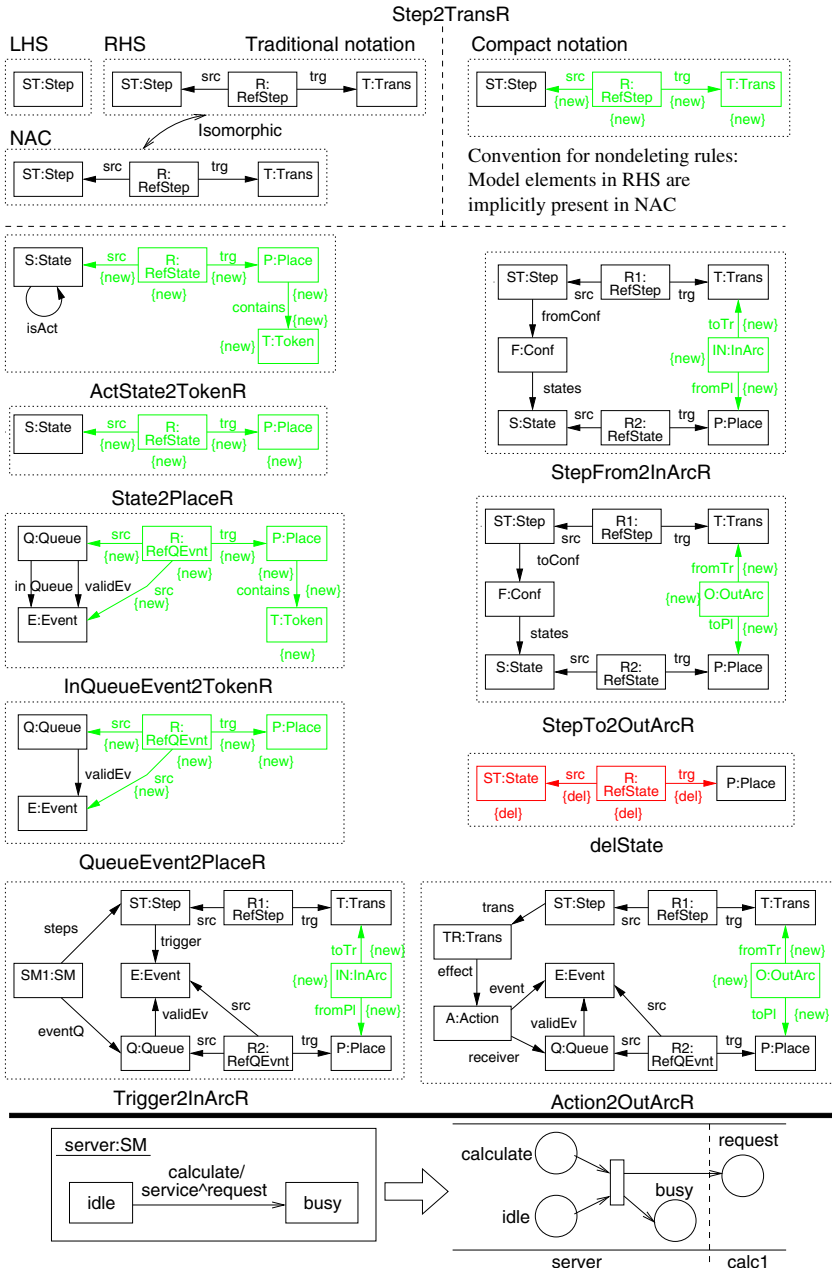 Step2TransR
LHS
RHS
Traditional notation
Compact notation
ST:Step
ST:Step
src
R:
RefStep
trg
T:Trans
ST:Step
src
{new}
R:
RefStep
{new}
trg
{new}
T:Trans
{new}
Isomorphic
NAC
ST:Step
src
R:
RefStep
trg
T:Trans
Convention for nondeleting rules:
Model elements in RHS are
implicitly present in NAC
S:State
isAct
src
{new}
R:
RefState
{new}
trg
{new}
P:Place
{new}
contains
{new}
{new}
T:Token
ActState2TokenR
S:State
src
{new}
R:
RefState
{new}
trg
{new}
P:Place
{new}
State2PlaceR
ST:Step
src
R1:
RefStep
trg
T:Trans
fromConf
toTr
{new}
F:Conf
{new}
IN:InArc
states
fromPl
{new}
S:State
src
R2:
RefState
trg
P:Place
StepFrom2InArcR
Q:Queue
src
{new}
R:
RefQEvnt
{new}
trg
{new}
P:Place
{new}
in Queue
validEv
src
{new}
contains
{new}
E:Event
T:Token
{new}
InQueueEvent2TokenR
ST:Step
src
R1:
RefStep
trg
T:Trans
toConf
fromTr
{new}
F:Conf
{new}
O:OutArc
states
toPl
{new}
S:State
src
R2:
RefState
trg
P:Place
StepTo2OutArcR
Q:Queue
src
{new}
R:
RefQEvnt
{new}
trg
{new}
P:Place
{new}
validEv
src
{new}
E:Event
QueueEvent2PlaceR
ST:State
{del}
src
{del}
R:
RefState
{del}
trg
{del}
P:Place
delState
ST:Step
src
R1:
RefStep
trg
T:Trans
steps
trigger
toTr
{new}
SM1:SM
E:Event
{new}
IN:InArc
src
fromPl
{new}
eventQ
validEv
Q:Queue
src
R2:
RefQEvnt
trg
P:Place
Trigger2InArcR
trans
ST:Step
src
R1:
RefStep
trg
T:Trans
TR:Trans
fromTr
{new}
effect
event
E:Event
{new}
O:OutArc
src
toPl
{new}
A:Action
validEv
receiver
Q:Queue
src
R2:
RefQEvnt
trg
P:Place
Action2OutArcR
server:SM
calculate/
service^request
idle
busy
calculate
request
busy
idle
server
calc1